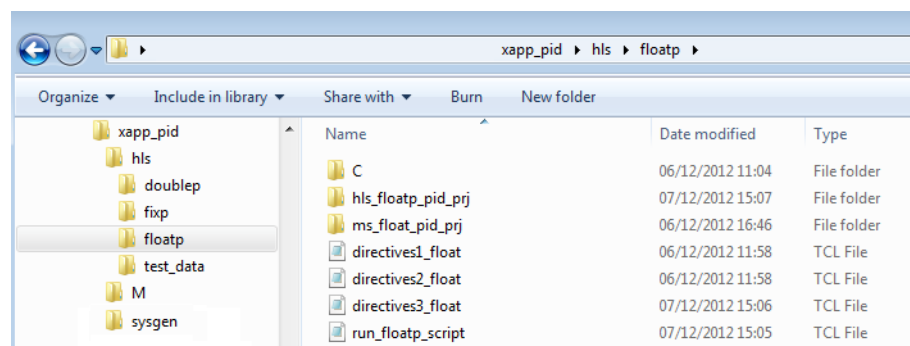 xapp_pid hls floatp
Organize Include in library Share with Burn New folder
xapp_pid
hls
doublep
fixp
floatp
test_data
M
sysgen
Name Date modified Type
C 06/12/2012 11:04 File folder
hls_floatp_pid_prj 07/12/2012 15:07 File folder
ms_float_pid_prj 06/12/2012 16:46 File folder
directives1_float 06/12/2012 11:58 TCL File
directives2_float 06/12/2012 11:58 TCL File
directives3_float 07/12/2012 15:06 TCL File
run_floatp_script 07/12/2012 15:05 TCL File